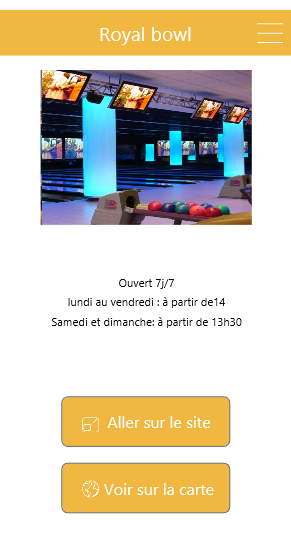 Royal bowl
Ouvert 7j/7
lundi au vendredi : à partir de14
Samedi et dimanche: à partir de 13h30
Aller sur le site
Voir sur la carte